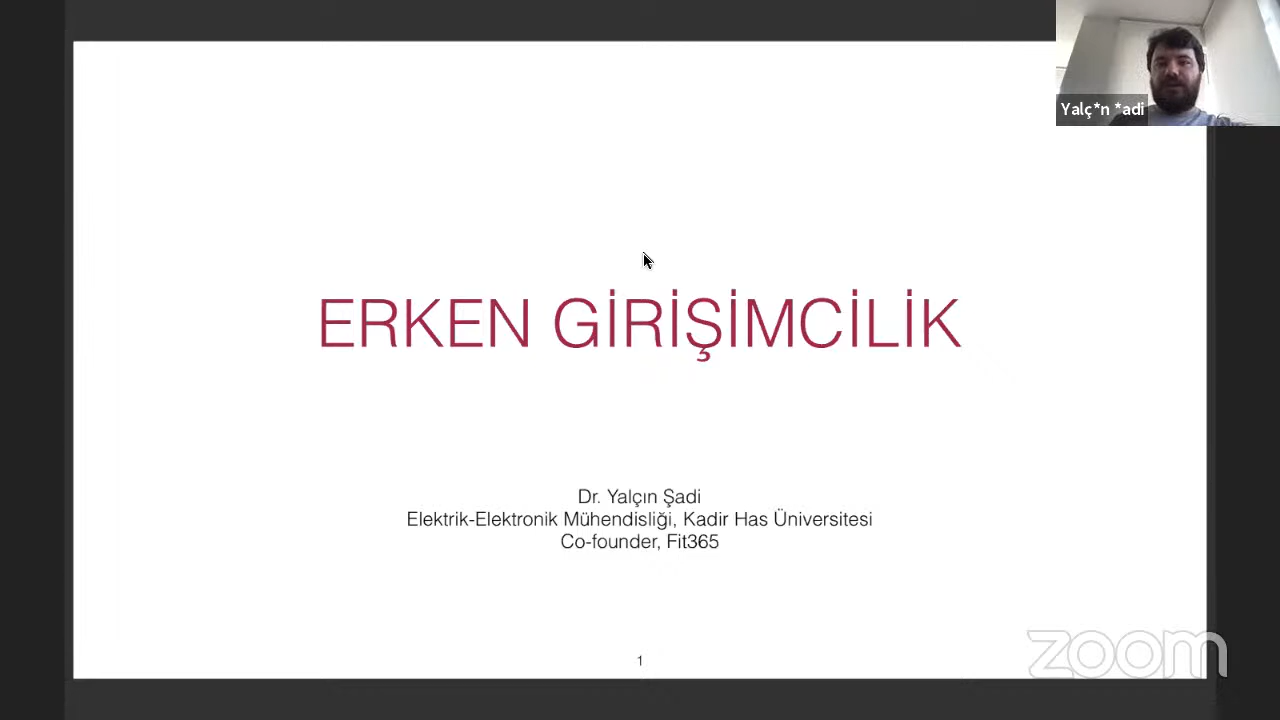 Yalç*n *adi
ERKEN GİRİŞİMCİLİK
Dr. Yalçın Şadi
Elektrik-Elektronik Mühendisliği, Kadir Has Üniversitesi
Co-founder, Fit365
1
zoom